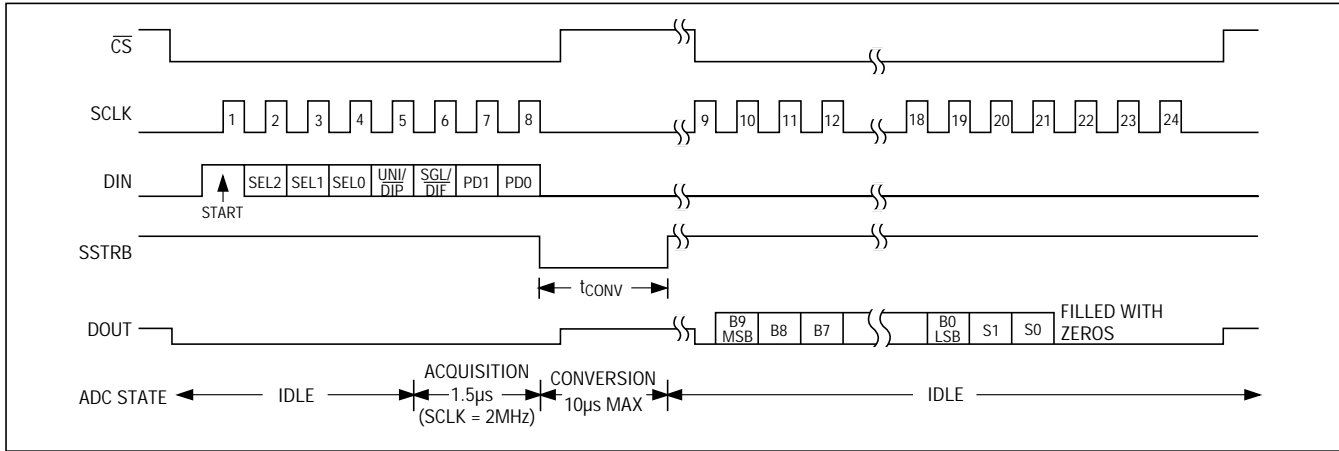 CS
SCLK
1 2 3 4 5 6 7 8 9 10 11 12 18 19 20 21 22 23 24
DIN
START
SEL2 SEL1 SEL0 UNI/DIP SGL/DIF PD1 PD0
SSTRB
tCONV
DOUT
B9 MSB B8 B7 B0 LSB S1 S0
FILLED WITH
ZEROS
ADC STATE
IDLE
ACQUISITION
1.5µs
(SCLK = 2MHz)
CONVERSION
10µs MAX
IDLE